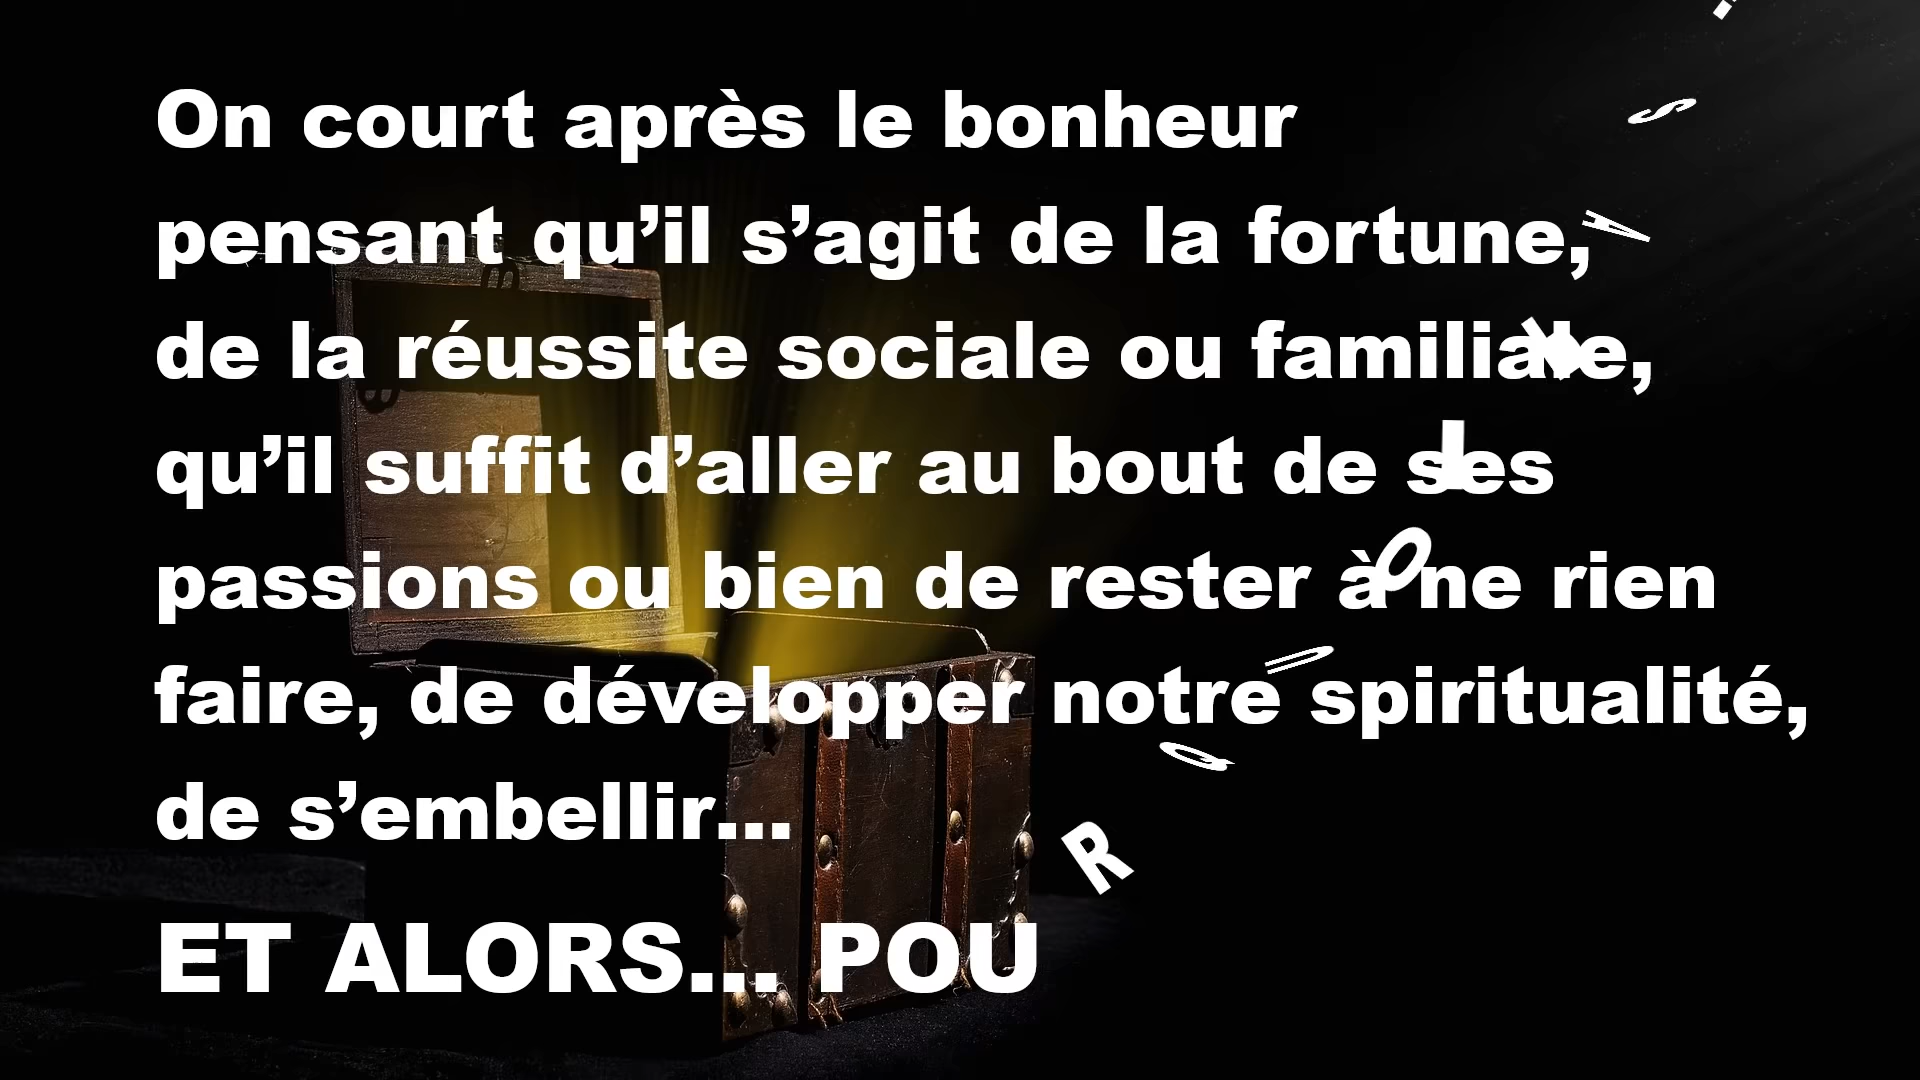 On court après le bonheur
pensant qu’il s’agit de la fortune,
de la réussite sociale ou familiale,
qu’il suffit d’aller au bout de ses
passions ou bien de rester à ne rien
faire, de développer notre spiritualité,
de s’embellir...
ET ALORS... POUR